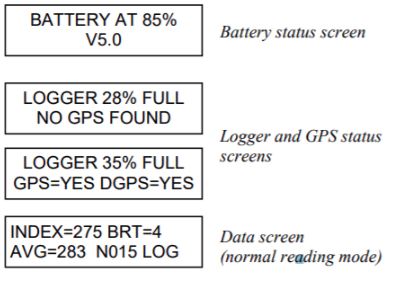 BATTERY AT 85%
V5.0
Battery status screen
LOGGER 28% FULL
NO GPS FOUND
Logger and GPS status
screens
LOGGER 35% FULL
GPS=YES DGPS=YES
INDEX=275 BRT=4
AVG=283 N015 LOG
Data screen
(normal reading mode)